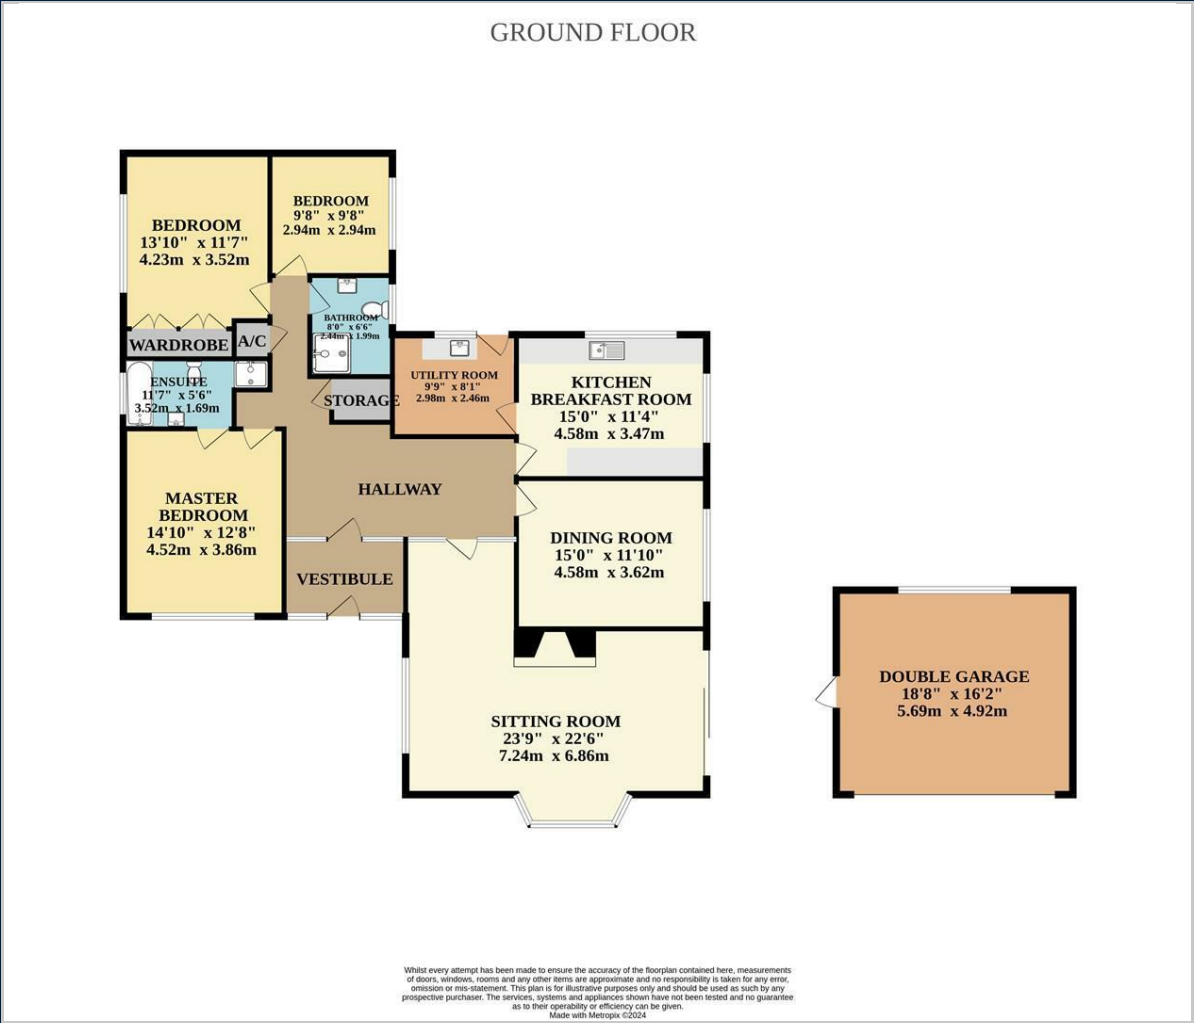 GROUND FLOOR
BEDROOM
13'10" x 11'7"
4.23m x 3.52m
BEDROOM
9'8" x 9'8"
2.94m x 2.94m
BATHROOM
8'0" x 6'6"
2.44m x 1.99m
WARDROBE
A/C
ENSUITE
11'7" x 5'6"
3.52m x 1.69m
STORAGE
UTILITY ROOM
9'9" x 8'1"
2.98m x 2.46m
KITCHEN
BREAKFAST ROOM
15'0" x 11'4"
4.58m x 3.47m
MASTER
BEDROOM
14'10" x 12'8"
4.52m x 3.86m
HALLWAY
DINING ROOM
15'0" x 11'10"
4.58m x 3.62m
VESTIBULE
SITTING ROOM
23'9" x 22'6"
7.24m x 6.86m
DOUBLE GARAGE
18'8" x 16'2"
5.69m x 4.92m
Whilst every attempt has been made to ensure the accuracy of the floorplan contained here, measurements
of doors, windows, rooms and any other items are approximate and no responsibility is taken for any error,
omission or mis-statement. This plan is for illustrative purposes only and should be used as such by any
prospective purchaser. The services, systems and appliances shown have not been tested and no guarantee
as to their operability or efficiency can be given.
Made with Metropix ©2024